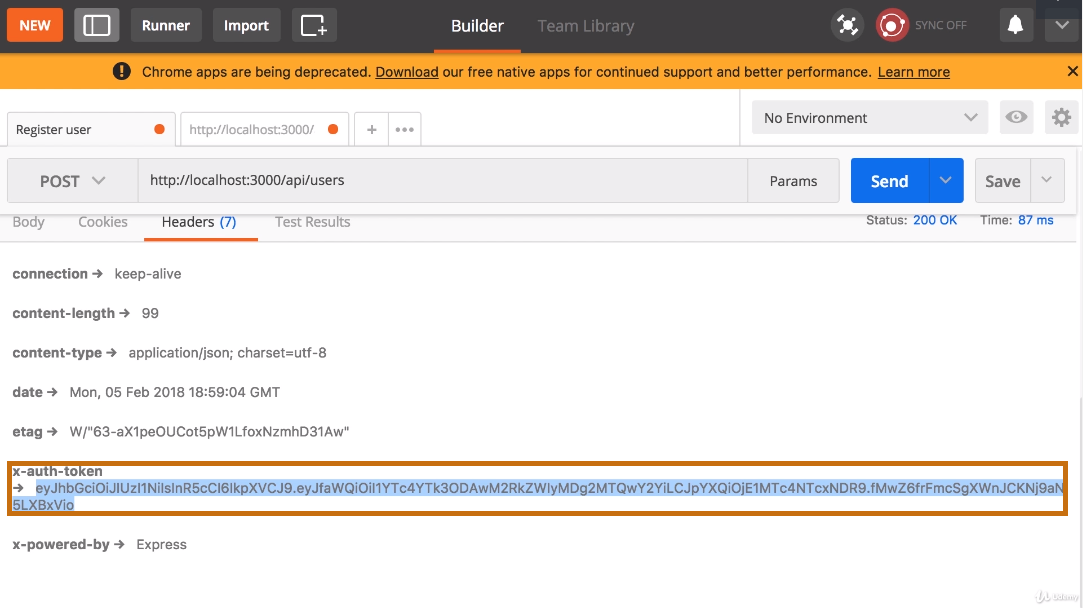 NEW Runner Import Builder Team Library SYNC OFF
Chrome apps are being deprecated. Download our free native apps for continued support and better performance. Learn more
Register user http://localhost:3000/ + ••• No Environment
POST http://localhost:3000/api/users Params Send Save
Body Cookies Headers (7) Test Results Status: 200 OK Time: 87 ms
connection → keep-alive
content-length → 99
content-type → application/json; charset=utf-8
date → Mon, 05 Feb 2018 18:59:04 GMT
etag → W/"63-aX1peOUCot5pW1LfoxNzmhD31Aw"
x-auth-token
→ eyJhbGciOiJIUzI1NiIsInR5cCI6IkpXVCJ9.eyJfaWQiOiI1YTc4YTk3ODAwM2RkZWIyMDg2MTQwY2YiLCJpYXQiOjE1MTc4NTcxNDR9.fMwZ6frFmcSgXWnJCKNj9aN
5LXBxVio
x-powered-by → Express
Udemy